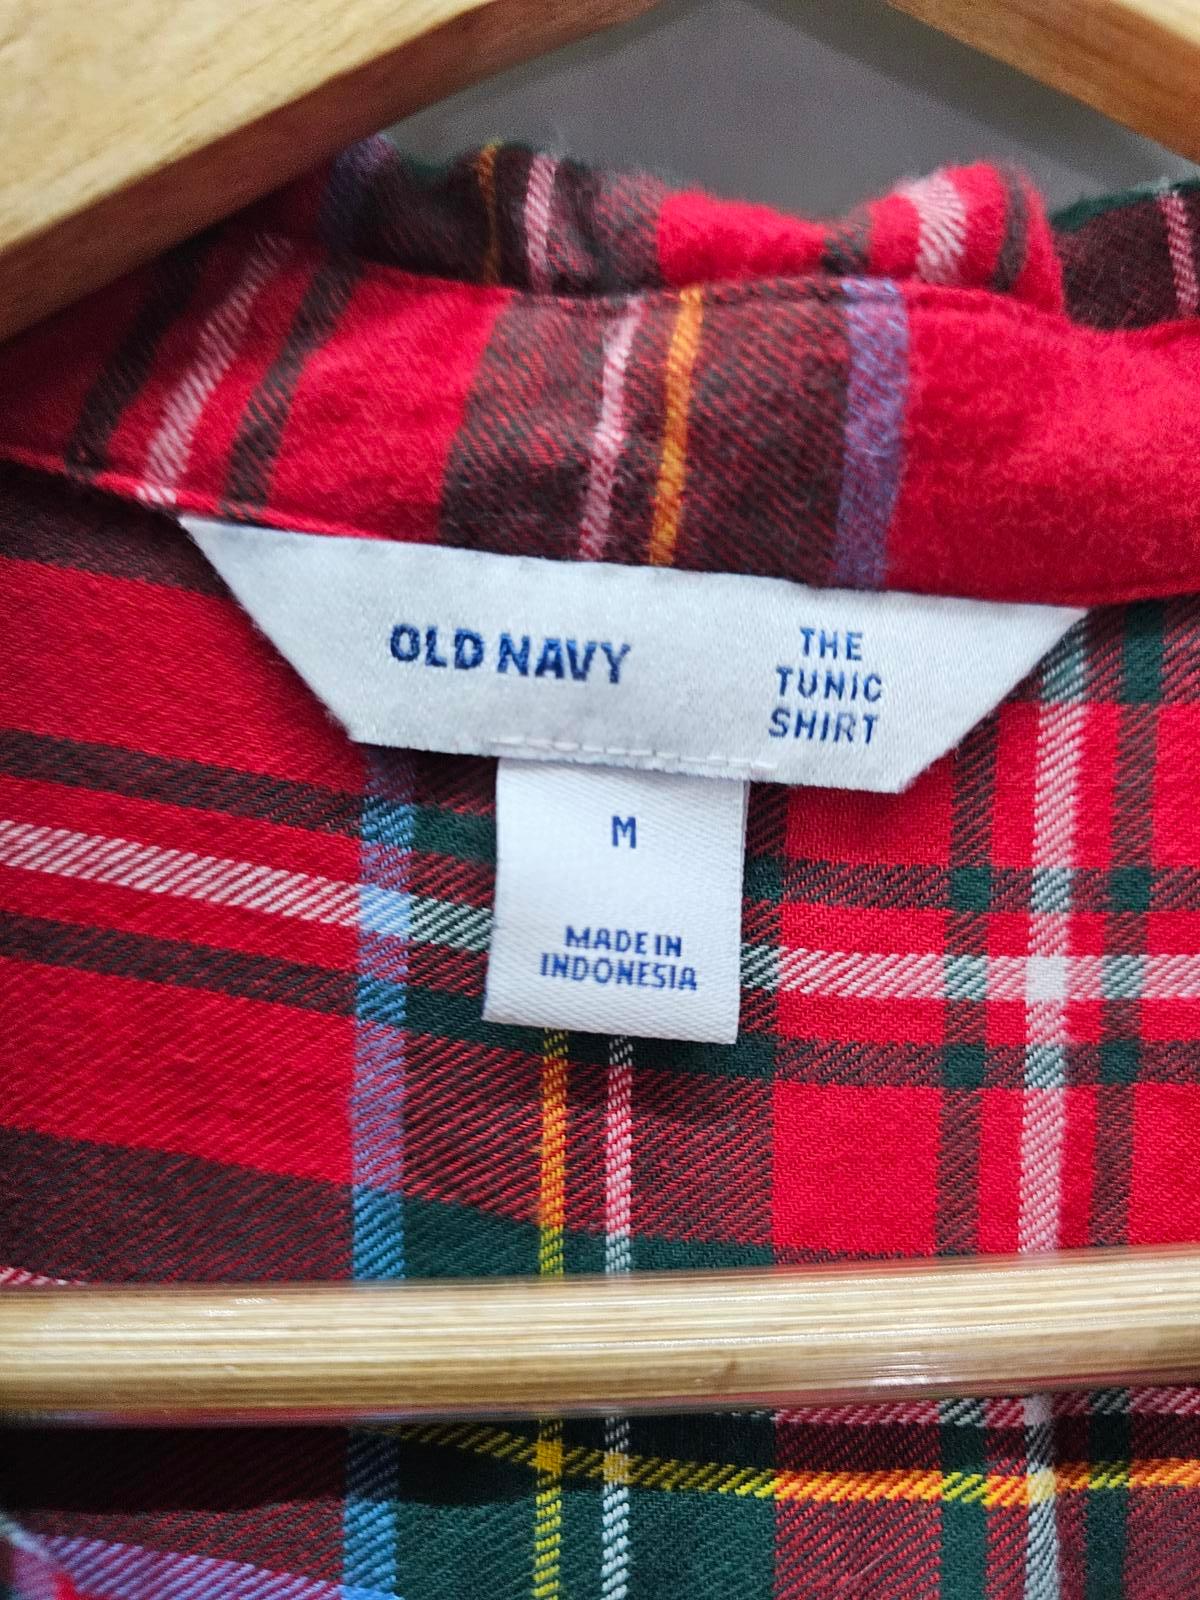 OLD NAVY
THE
TUNIC
SHIRT
M
MADE IN
INDONESIA